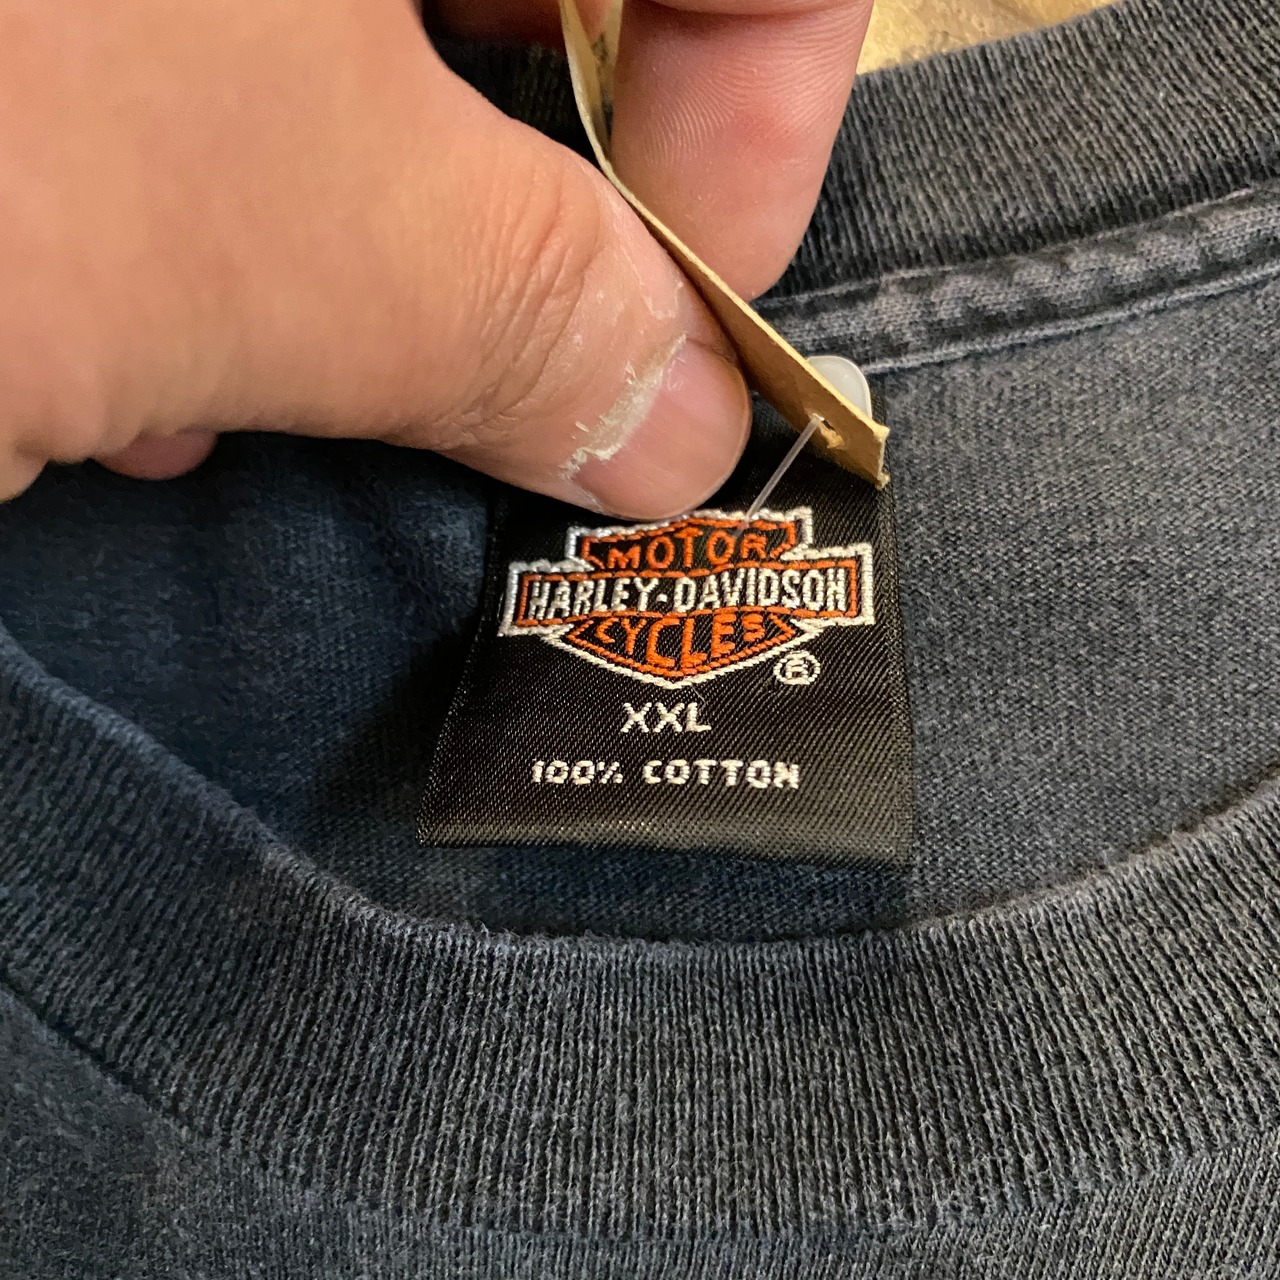 MOTOR
HARLEY-DAVIDSON
CYCLES
®
XXL
100% COTTON